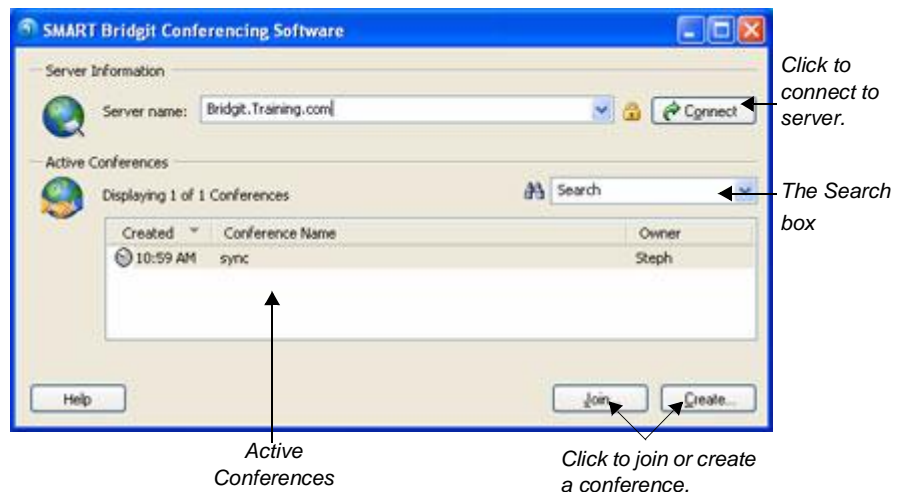 SMART Bridgit Conferencing Software
Server Information
Server name: Bridgit.Training.com Connect
Click to
connect to
server.
Active Conferences
Displaying 1 of 1 Conferences Search
The Search
box
Created Conference Name Owner
10:59 AM sync Steph
Help Join... Create...
Active
Conferences
Click to join or create
a conference.